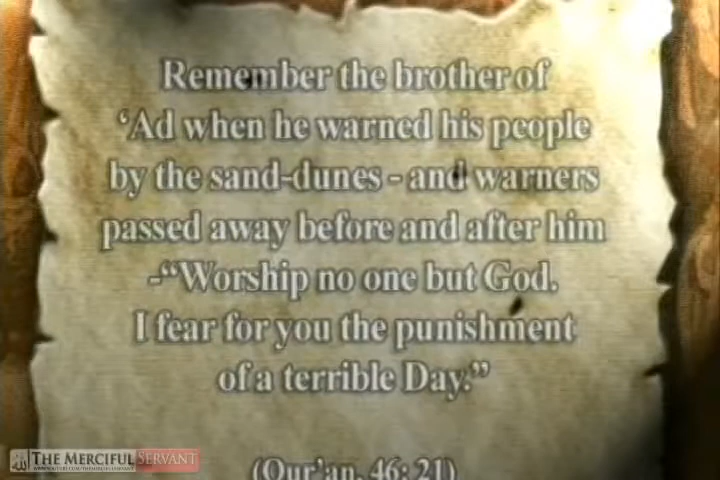 Remember the brother of
‘Ad when he warned his people
by the sand-dunes - and warners
passed away before and after him
-“Worship no one but God.
I fear for you the punishment
of a terrible Day.”
(Qur’an, 46: 21)
THE MERCIFUL SERVANT